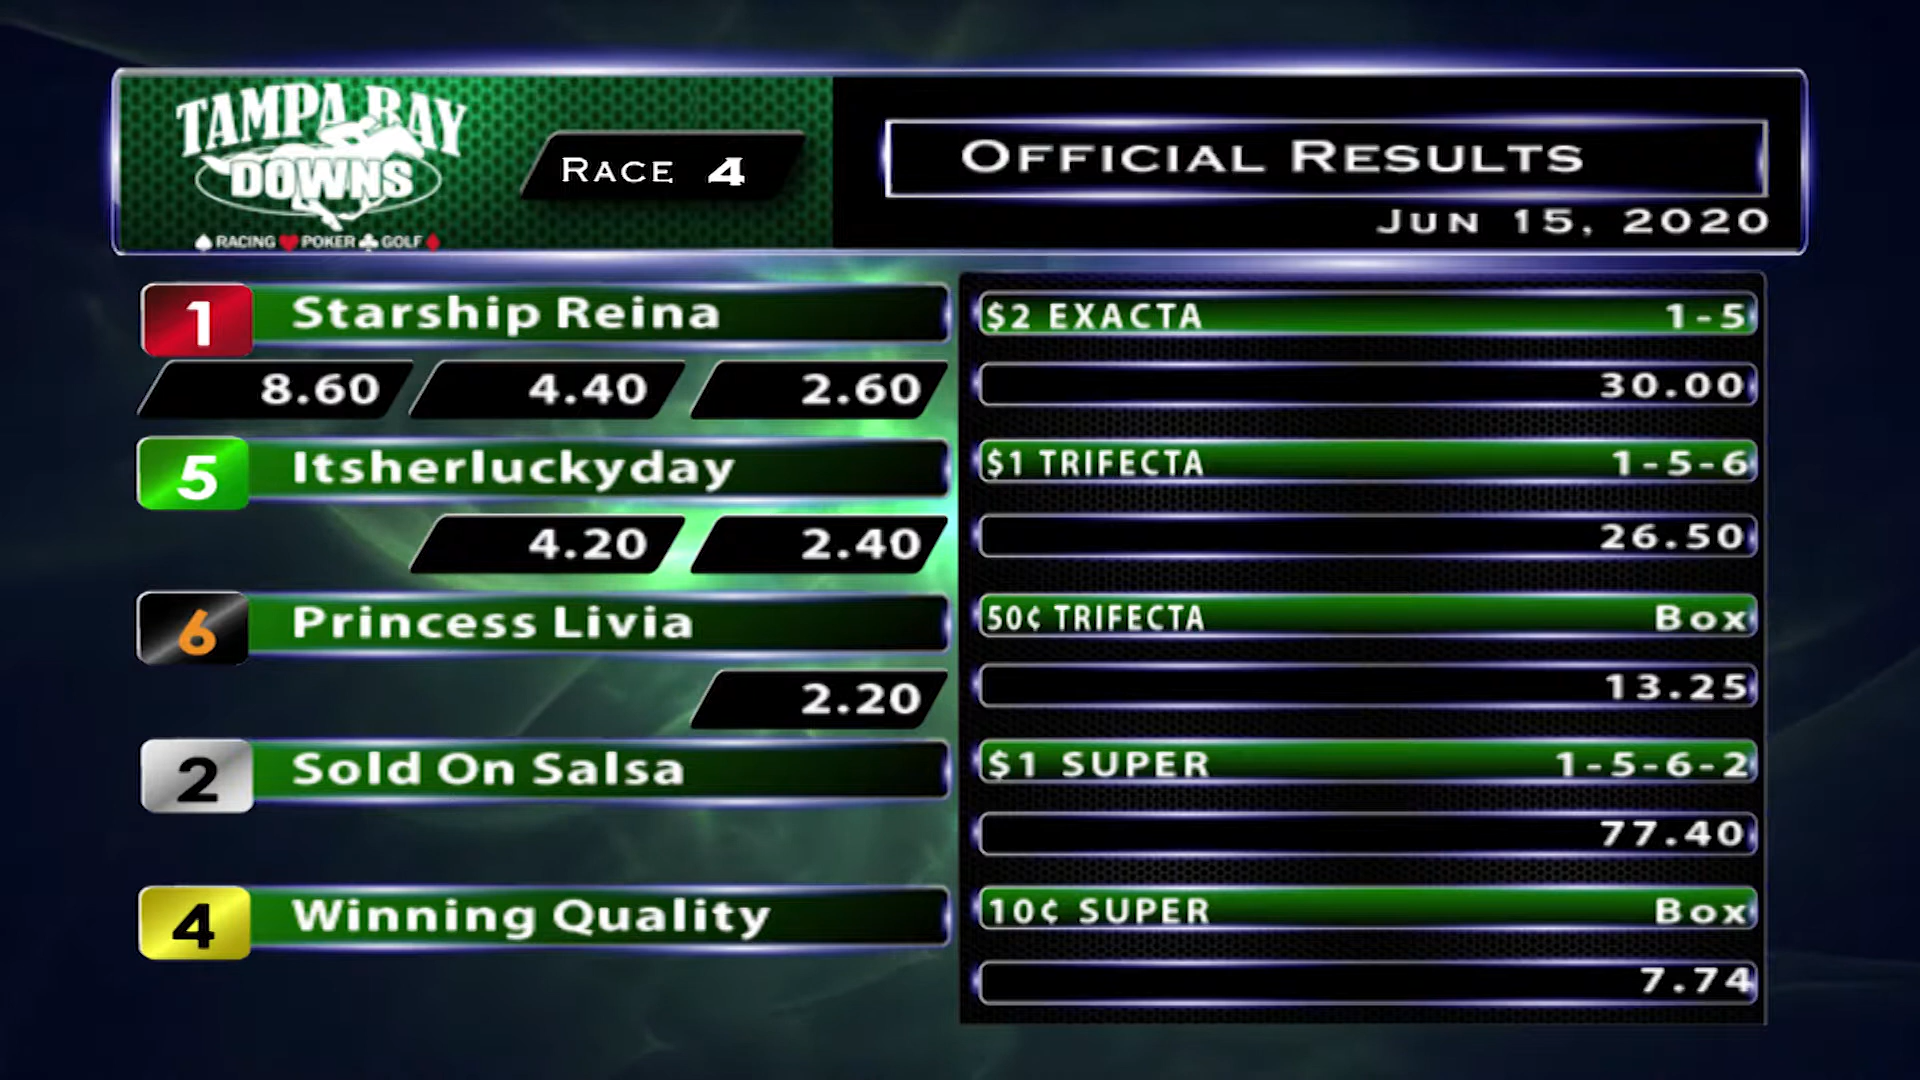 TAMPA BAY
DOWNS
RACING POKER GOLF
RACE 4
OFFICIAL RESULTS
JUN 15, 2020
1 Starship Reina
8.60 4.40 2.60
5 Itsherluckyday
4.20 2.40
6 Princess Livia
2.20
2 Sold On Salsa
4 Winning Quality
$2 EXACTA 1-5
30.00
$1 TRIFECTA 1-5-6
26.50
50¢ TRIFECTA Box
13.25
$1 SUPER 1-5-6-2
77.40
10¢ SUPER Box
7.74